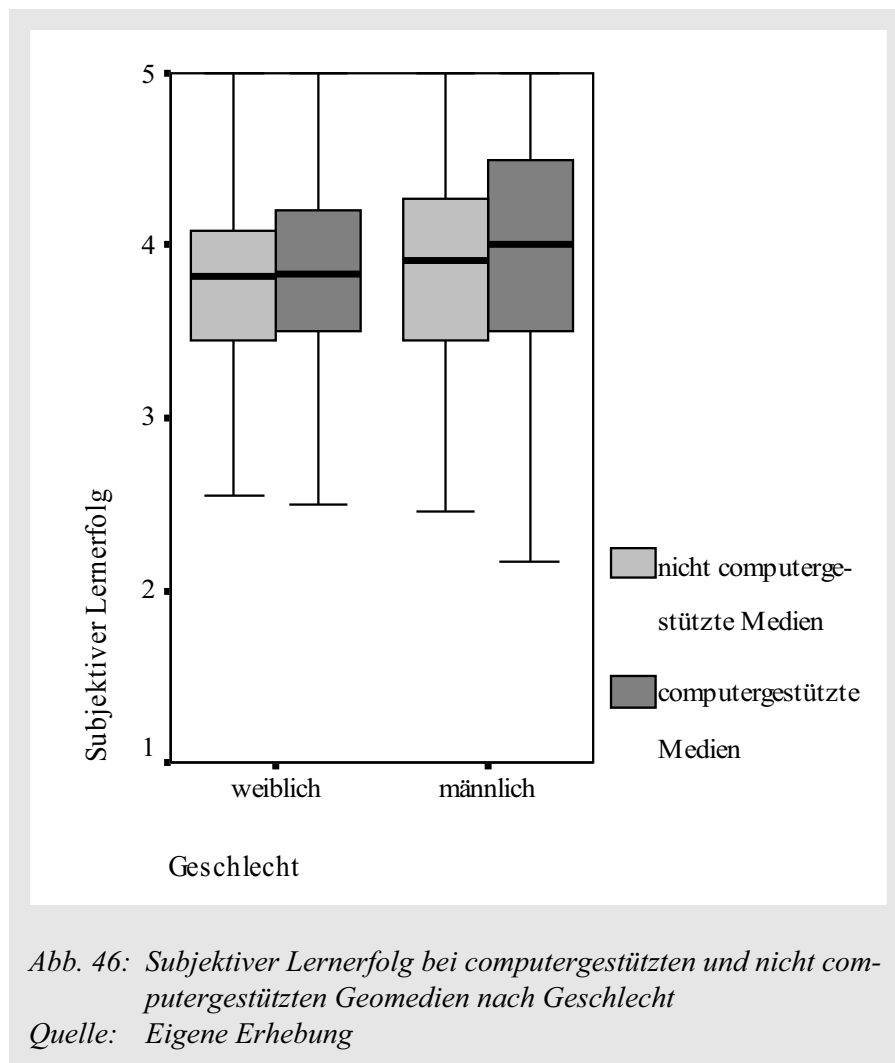 5
4
3
2
1
Subjektiver Lernerfolg
weiblich
männlich
Geschlecht
nicht computerge-
stützte Medien
computergestützte
Medien
Abb. 46: Subjektiver Lernerfolg bei computergestützten und nicht com-
putergestützten Geomedien nach Geschlecht
Quelle: Eigene Erhebung